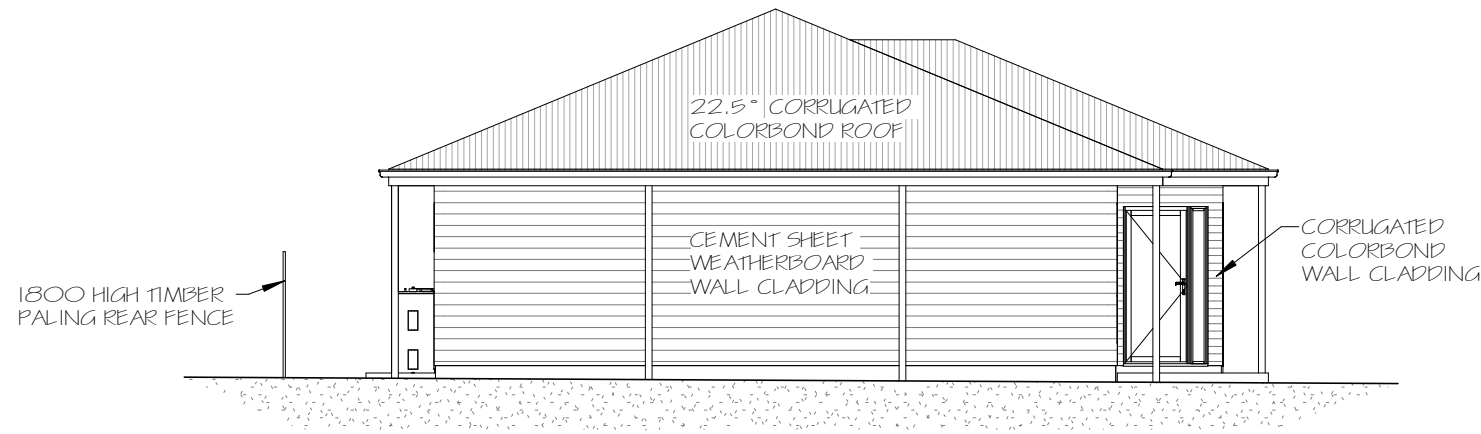 22.5° CORRUGATED
COLORBOND ROOF
CEMENT SHEET
WEATHERBOARD
WALL CLADDING
CORRUGATED
COLORBOND
WALL CLADDING
1800 HIGH TIMBER
PALING REAR FENCE